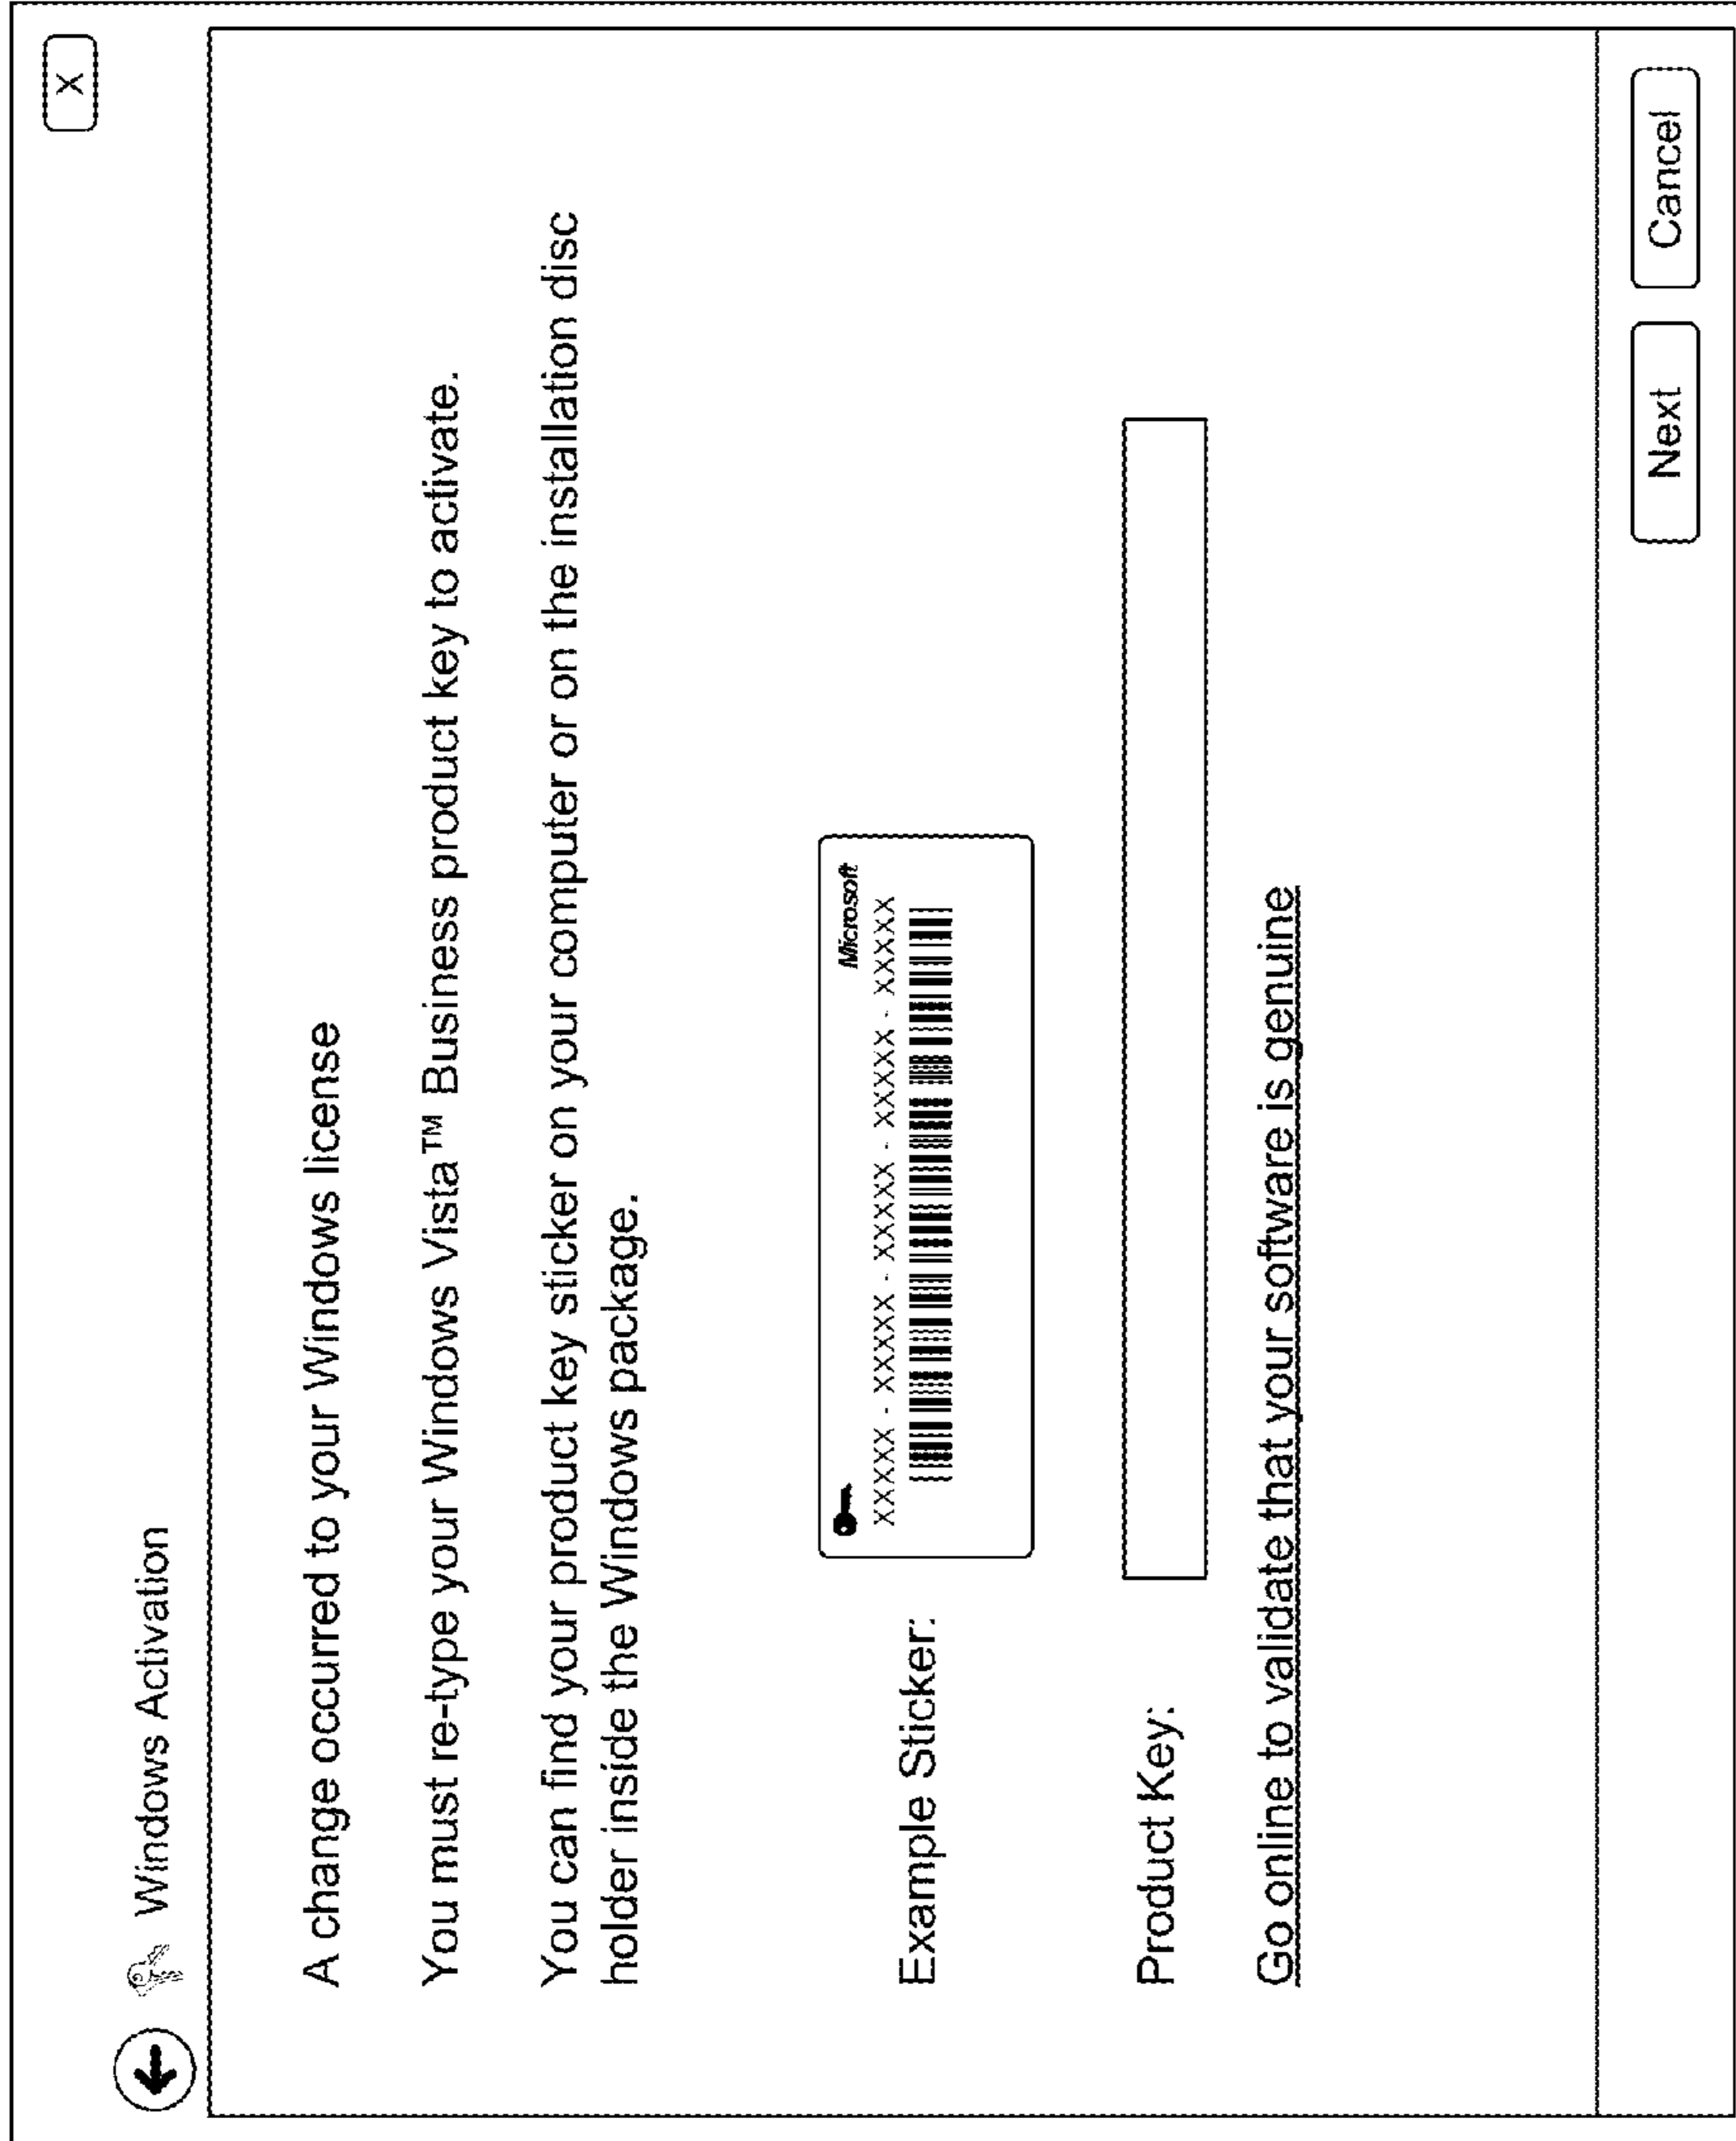 X
Windows Activation
A change occurred to your Windows license
You must re-type your Windows Vista™ Business product key to activate.
You can find your product key sticker on your computer or on the installation disc
holder inside the Windows package.
Example Sticker:
Microsoft
XXXXX - XXXXX - XXXXX - XXXXX - XXXXX
Product Key:
Go online to validate that your software is genuine
Next
Cancel